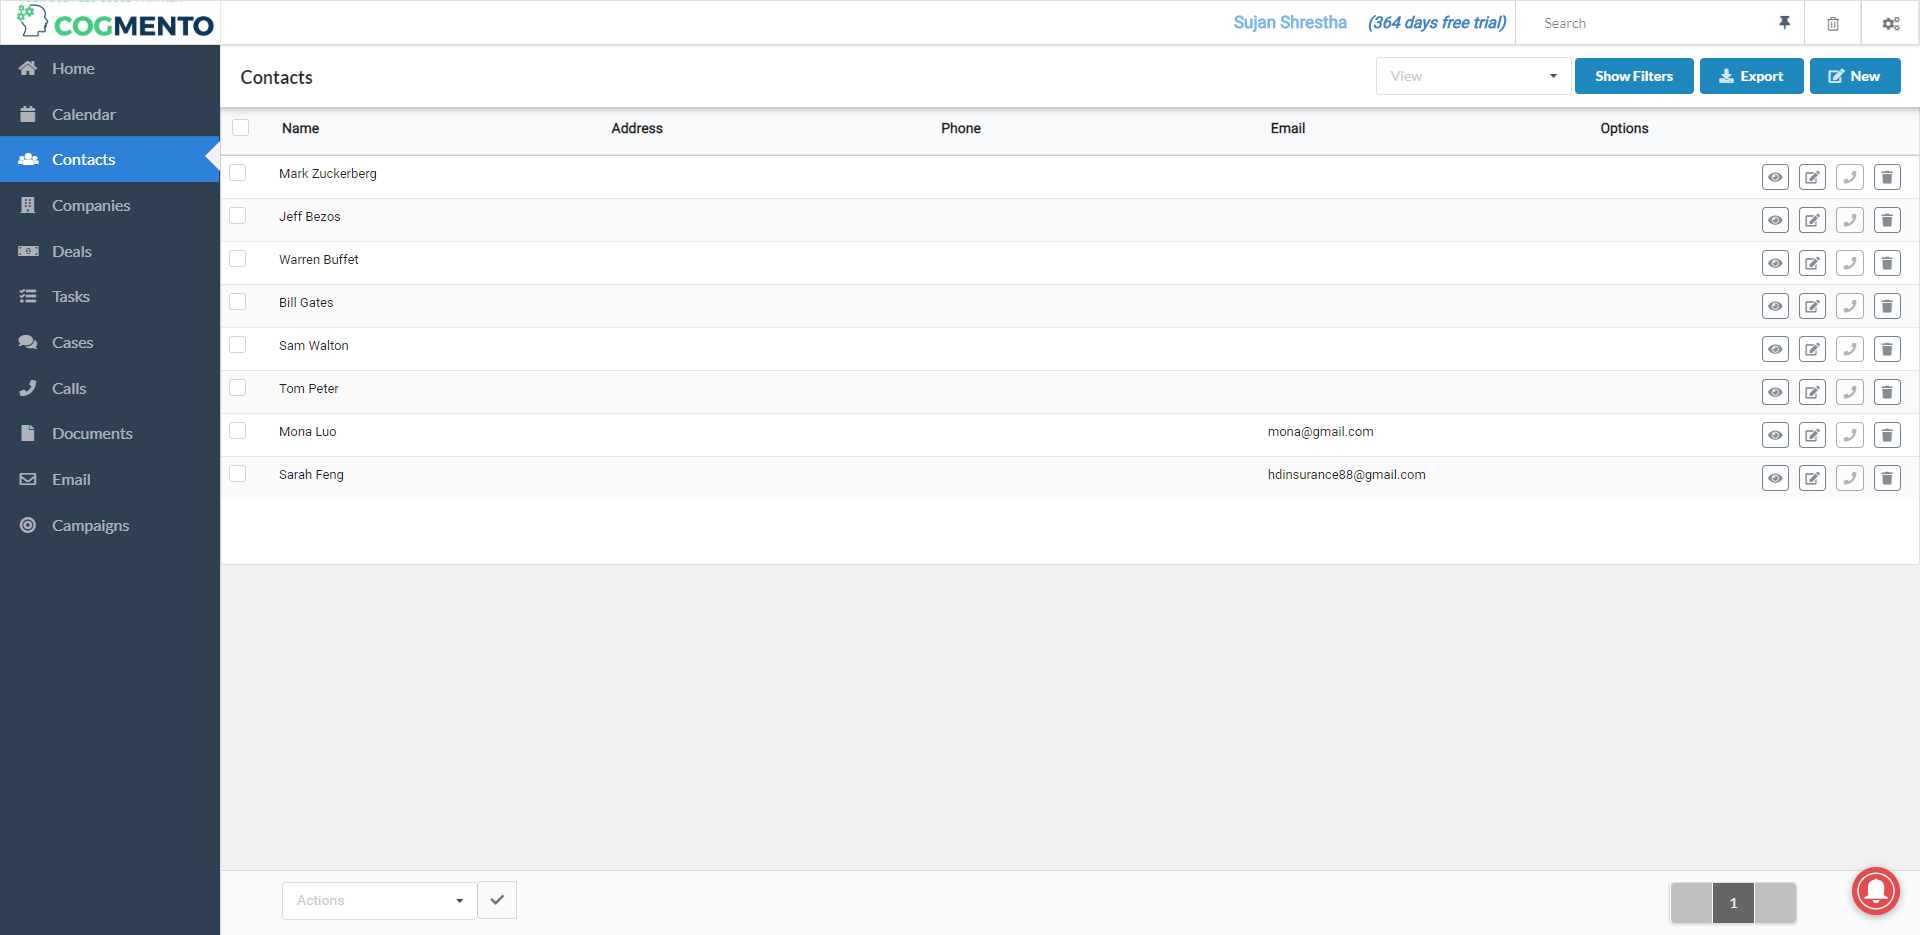 COGMENTO
Sujan Shrestha (364 days free trial) Search
Home
Calendar
Contacts
Companies
Deals
Tasks
Cases
Calls
Documents
Email
Campaigns
Contacts View Show Filters Export New
Name Address Phone Email Options
Mark Zuckerberg
Jeff Bezos
Warren Buffet
Bill Gates
Sam Walton
Tom Peter
Mona Luo mona@gmail.com
Sarah Feng hdinsurance88@gmail.com
Actions 1